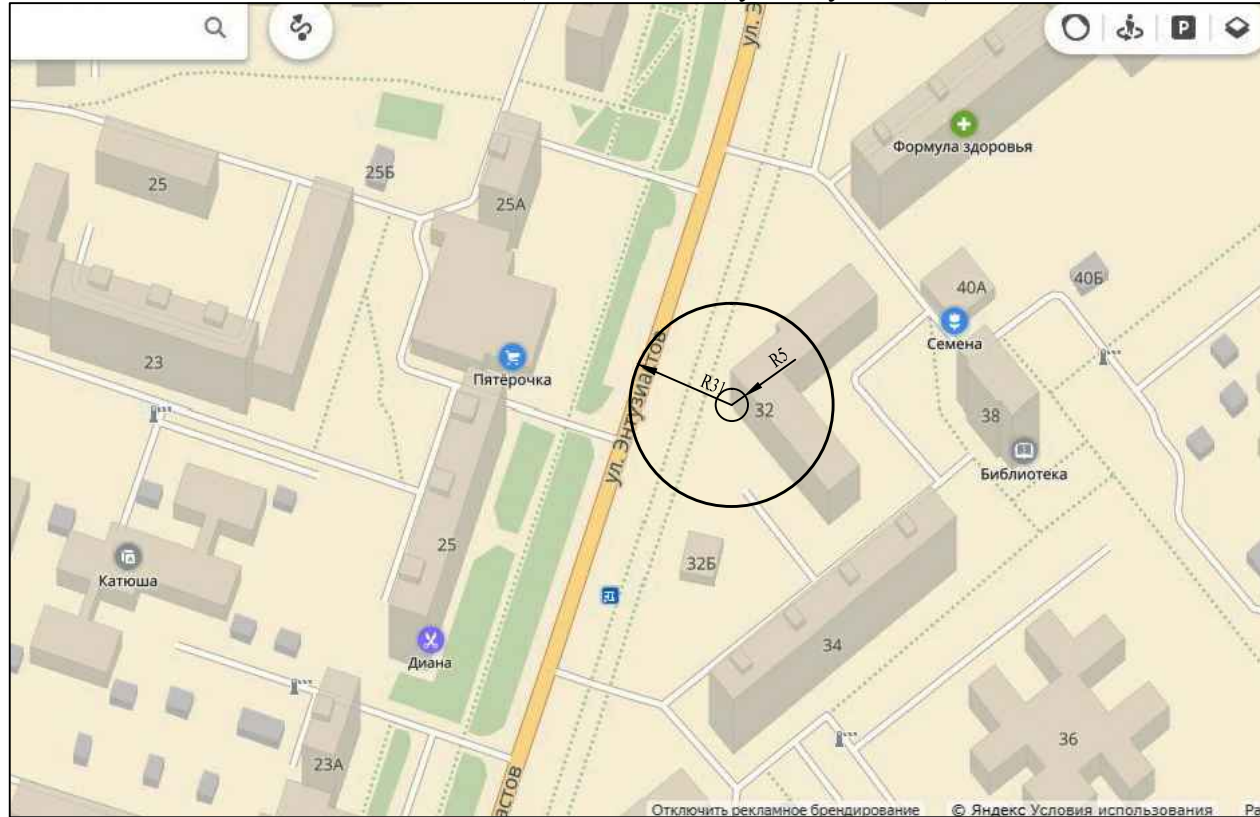 ул. Э
P
Формула здоровья
25
25Б
25А
40А
40Б
Семена
23
Пятёрочка
ул. Энтузиастов
R31
R5
32
38
Библиотека
25
32Б
Катюша
Диана
34
36
23А
астов
Отключить рекламное брендирование © Яндекс Условия использования Ра